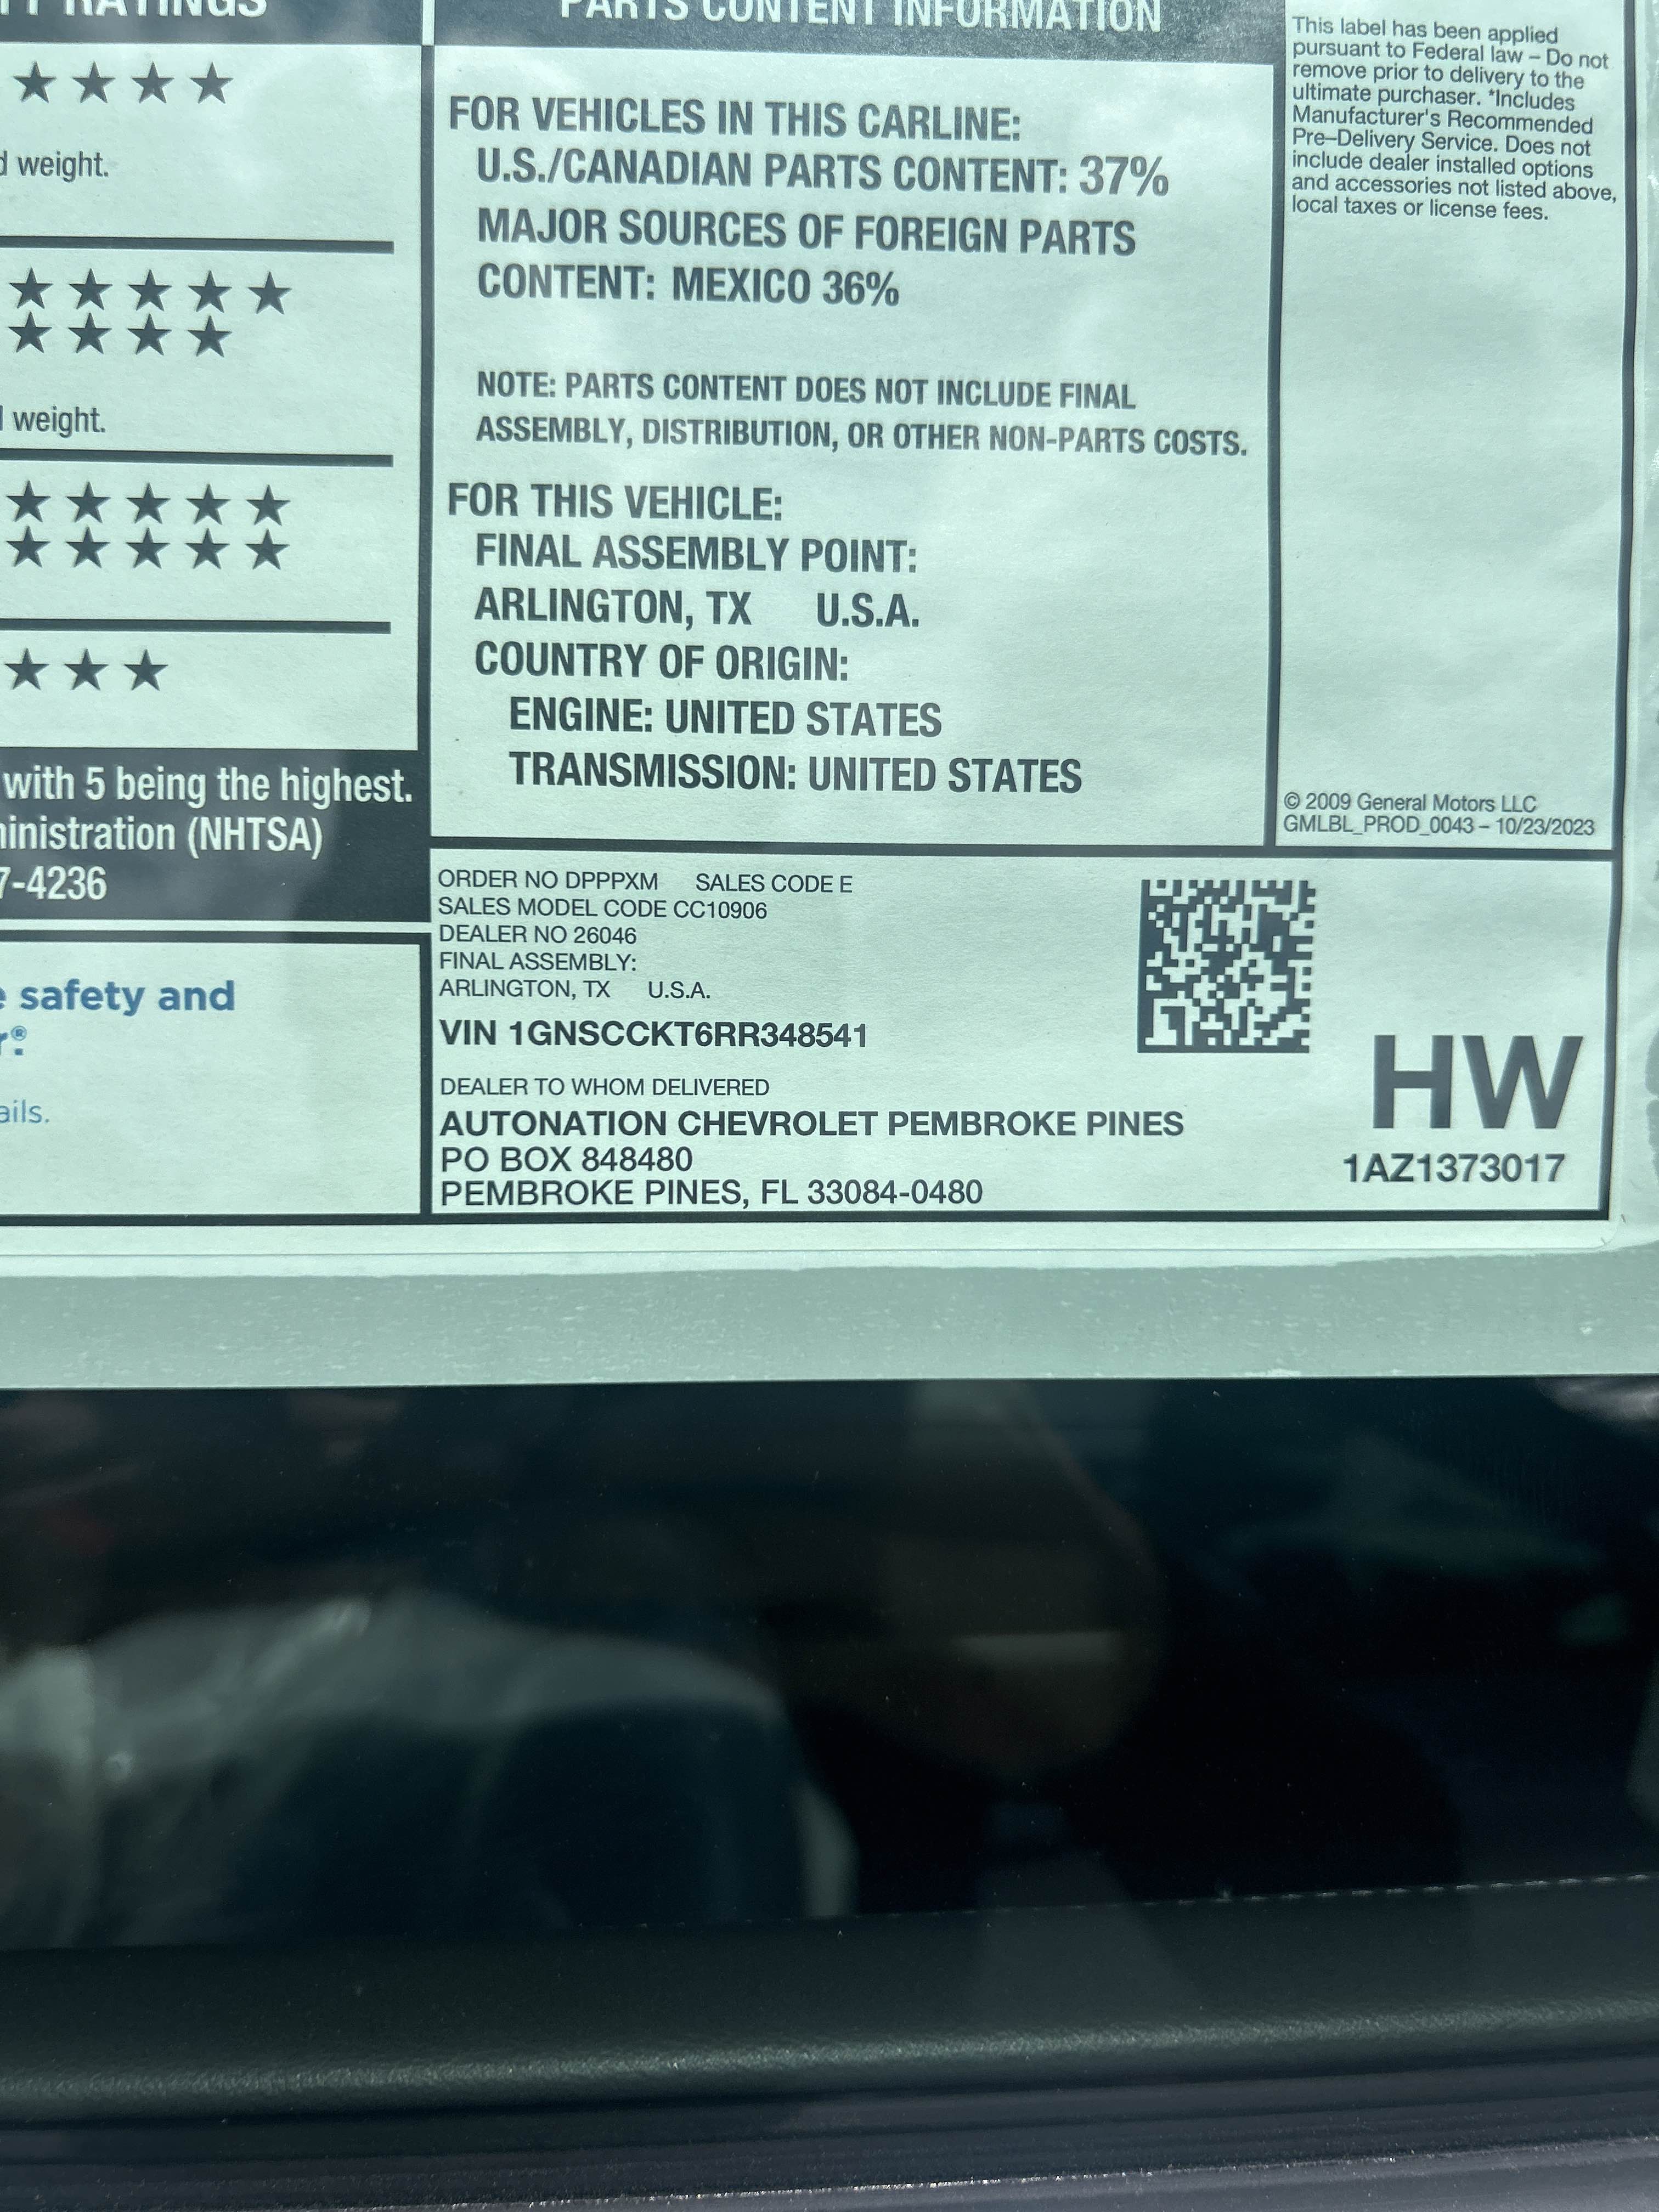 RATINGS
d weight.
weight.
with 5 being the highest.
ministration (NHTSA)
7-4236
safety and
ails.
PARTS CONTENT INFORMATION
FOR VEHICLES IN THIS CARLINE:
U.S./CANADIAN PARTS CONTENT: 37%
MAJOR SOURCES OF FOREIGN PARTS
CONTENT: MEXICO 36%
NOTE: PARTS CONTENT DOES NOT INCLUDE FINAL
ASSEMBLY, DISTRIBUTION, OR OTHER NON-PARTS COSTS.
FOR THIS VEHICLE:
FINAL ASSEMBLY POINT:
ARLINGTON, TX U.S.A.
COUNTRY OF ORIGIN:
ENGINE: UNITED STATES
TRANSMISSION: UNITED STATES
This label has been applied
pursuant to Federal law – Do not
remove prior to delivery to the
ultimate purchaser. *Includes
Manufacturer's Recommended
Pre–Delivery Service. Does not
include dealer installed options
and accessories not listed above,
local taxes or license fees.
© 2009 General Motors LLC
GMLBL_PROD_0043 – 10/23/2023
ORDER NO DPPPXM SALES CODE E
SALES MODEL CODE CC10906
DEALER NO 26046
FINAL ASSEMBLY:
ARLINGTON, TX U.S.A.
VIN 1GNSCCKT6RR348541
DEALER TO WHOM DELIVERED
AUTONATION CHEVROLET PEMBROKE PINES
PO BOX 848480
PEMBROKE PINES, FL 33084-0480
HW
1AZ1373017